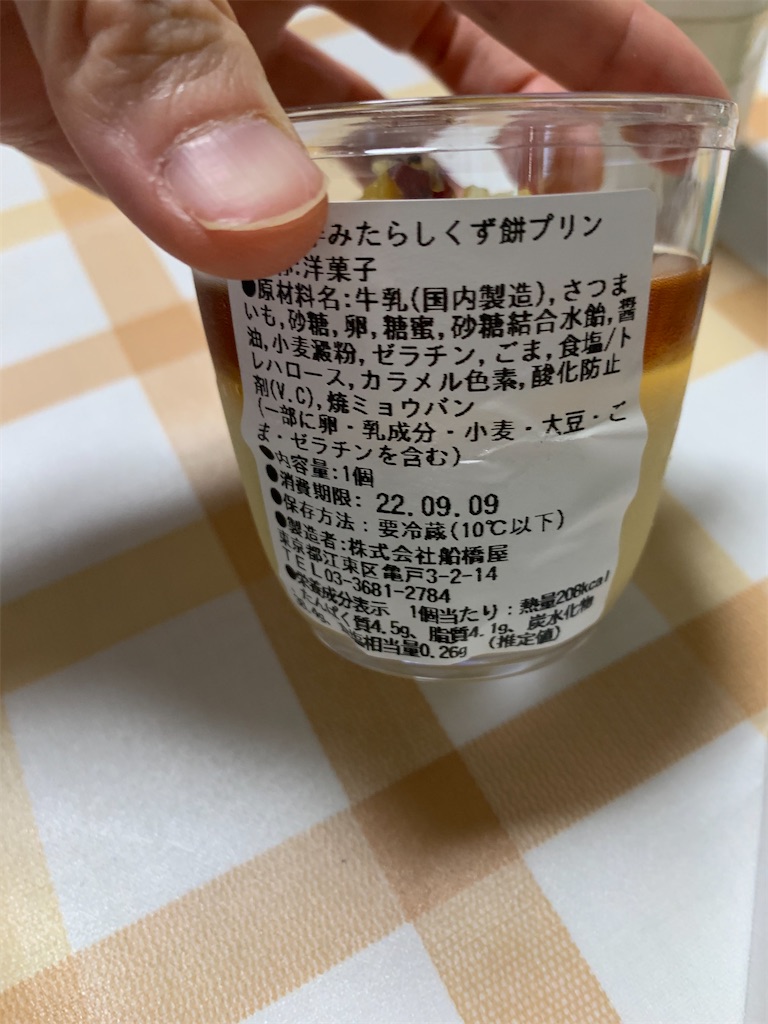 みたらしくず餅プリン
:洋菓子
●原材料名:牛乳(国内製造),さつま
いも,砂糖,卵,糖蜜,砂糖結合水飴,醤
油,小麦澱粉,ゼラチン,ごま,食塩/ト
レハロース,カラメル色素,酸化防止
剤(V.C),焼ミョウバン
(一部に卵・乳成分・小麦・大豆・ご
ま・ゼラチンを含む)
●内容量:1個
●消費期限: 22.09.09
●保存方法:要冷蔵(10℃以下)
●製造者:株式会社船橋屋
東京都江東区亀戸3-2-14
TEL03-3681-2784
●栄養成分表示 1個当たり:熱量206kcal
、たんぱく質4.5g、脂質4.1g、炭水化物
相当量0.26g (推定値)